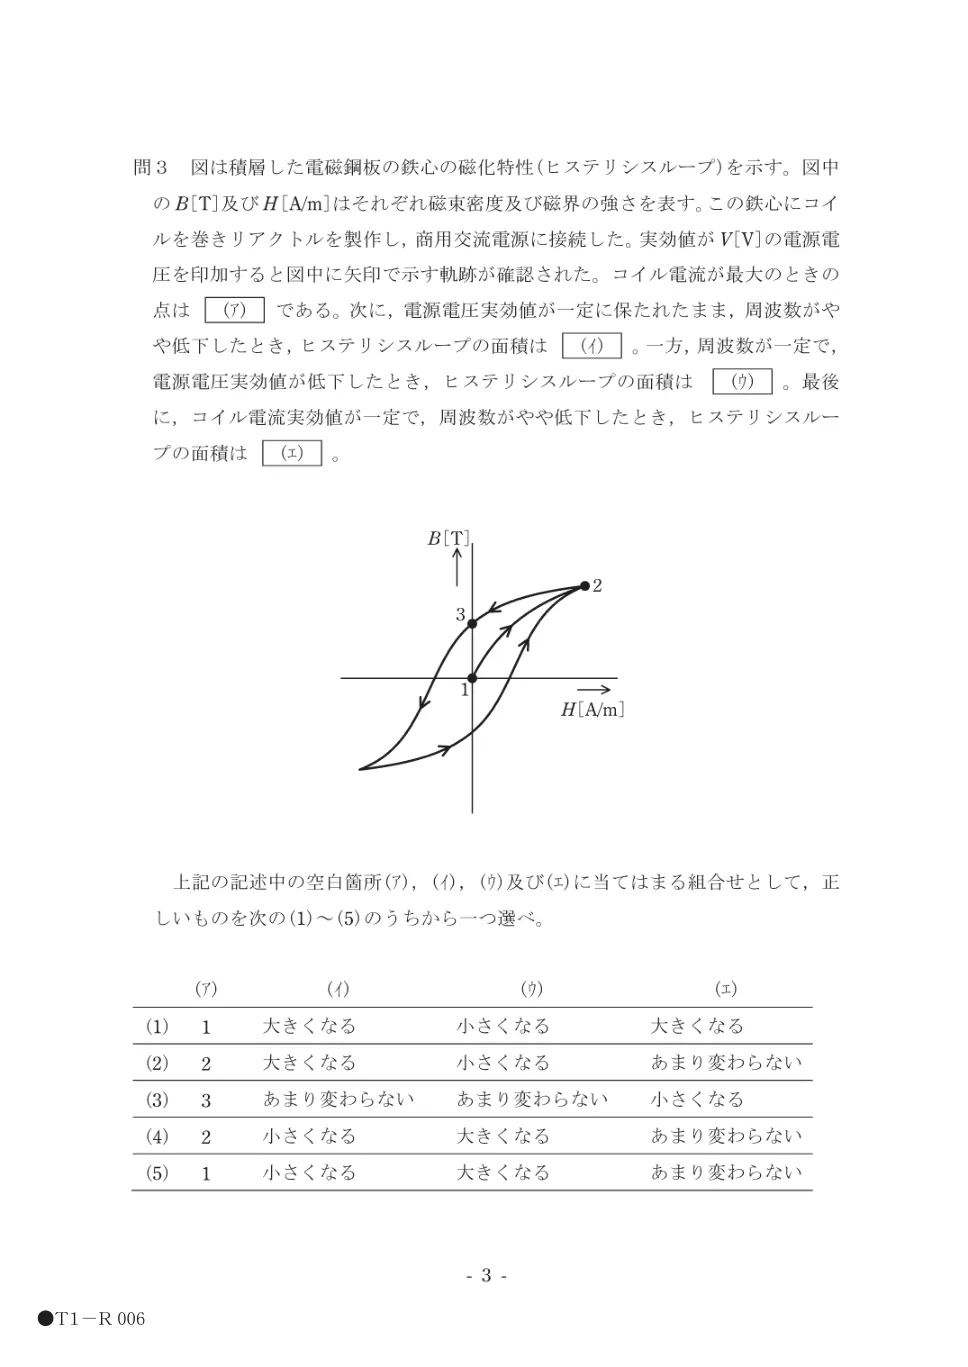 問３　図は積層した電磁鋼板の鉄心の磁化特性(ヒステリシスループ)を示す。図中
の B[T]及び H[A/m]はそれぞれ磁束密度及び磁界の強さを表す。この鉄心にコイ
ルを巻きリアクトルを製作し，商用交流電源に接続した。実効値が V[V]の電源電
圧を印加すると図中に矢印で示す軌跡が確認された。コイル電流が最大のときの
点は (ア) である。次に，電源電圧実効値が一定に保たれたまま，周波数がや
や低下したとき，ヒステリシスループの面積は (イ) 。一方，周波数が一定で，
電源電圧実効値が低下したとき，ヒステリシスループの面積は (ウ) 。最後
に，コイル電流実効値が一定で，周波数がやや低下したとき，ヒステリシスルー
プの面積は (エ) 。
B[T]
2
3
1
H[A/m]
上記の記述中の空白箇所(ア)，(イ)，(ウ)及び(エ)に当てはまる組合せとして，正
しいものを次の(1)～(5)のうちから一つ選べ。
(ア) (イ) (ウ) (エ)
(1) 1 大きくなる 小さくなる 大きくなる
(2) 2 大きくなる 小さくなる あまり変わらない
(3) 3 あまり変わらない あまり変わらない 小さくなる
(4) 2 小さくなる 大きくなる あまり変わらない
(5) 1 小さくなる 大きくなる あまり変わらない
- 3 -
●T1－R 006